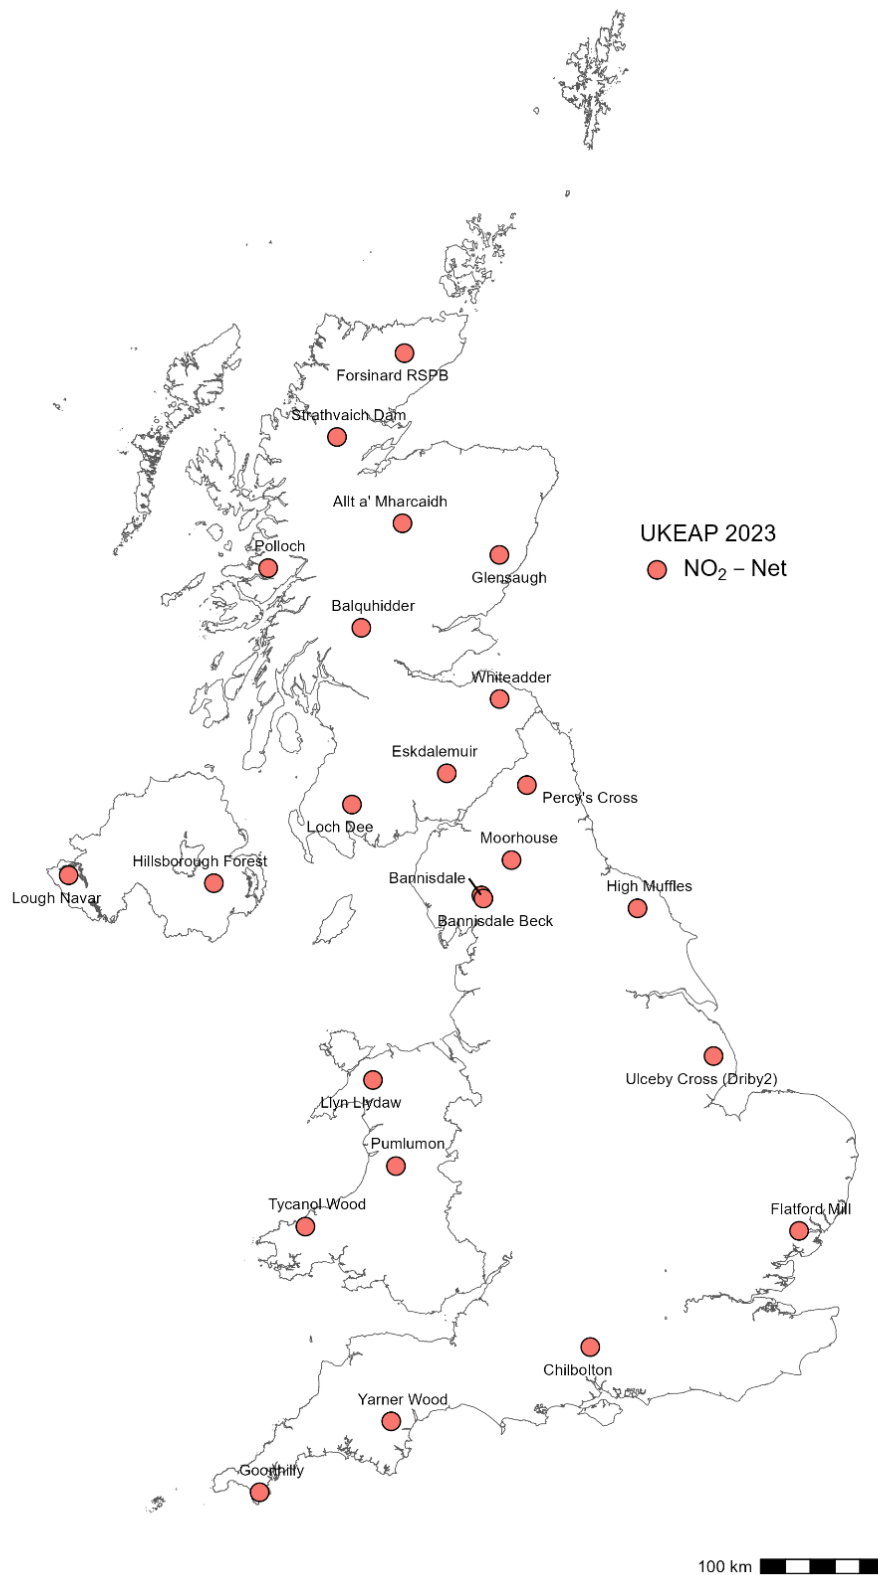 Forsinard RSPB
Strathvaich Dam
Allt a' Mharcaidh
UKEAP 2023
NO₂ – Net
Polloch
Glensaugh
Balquhidder
Whiteadder
Eskdalemuir
Percy's Cross
Loch Dee
Moorhouse
Hillsborough Forest
Bannisdale
High Muffles
Lough Navar
Bannisdale Beck
Ulceby Cross (Driby2)
Llyn Llydaw
Pumlumon
Tycanol Wood
Flatford Mill
Chilbolton
Yarner Wood
Goonhilly
100 km